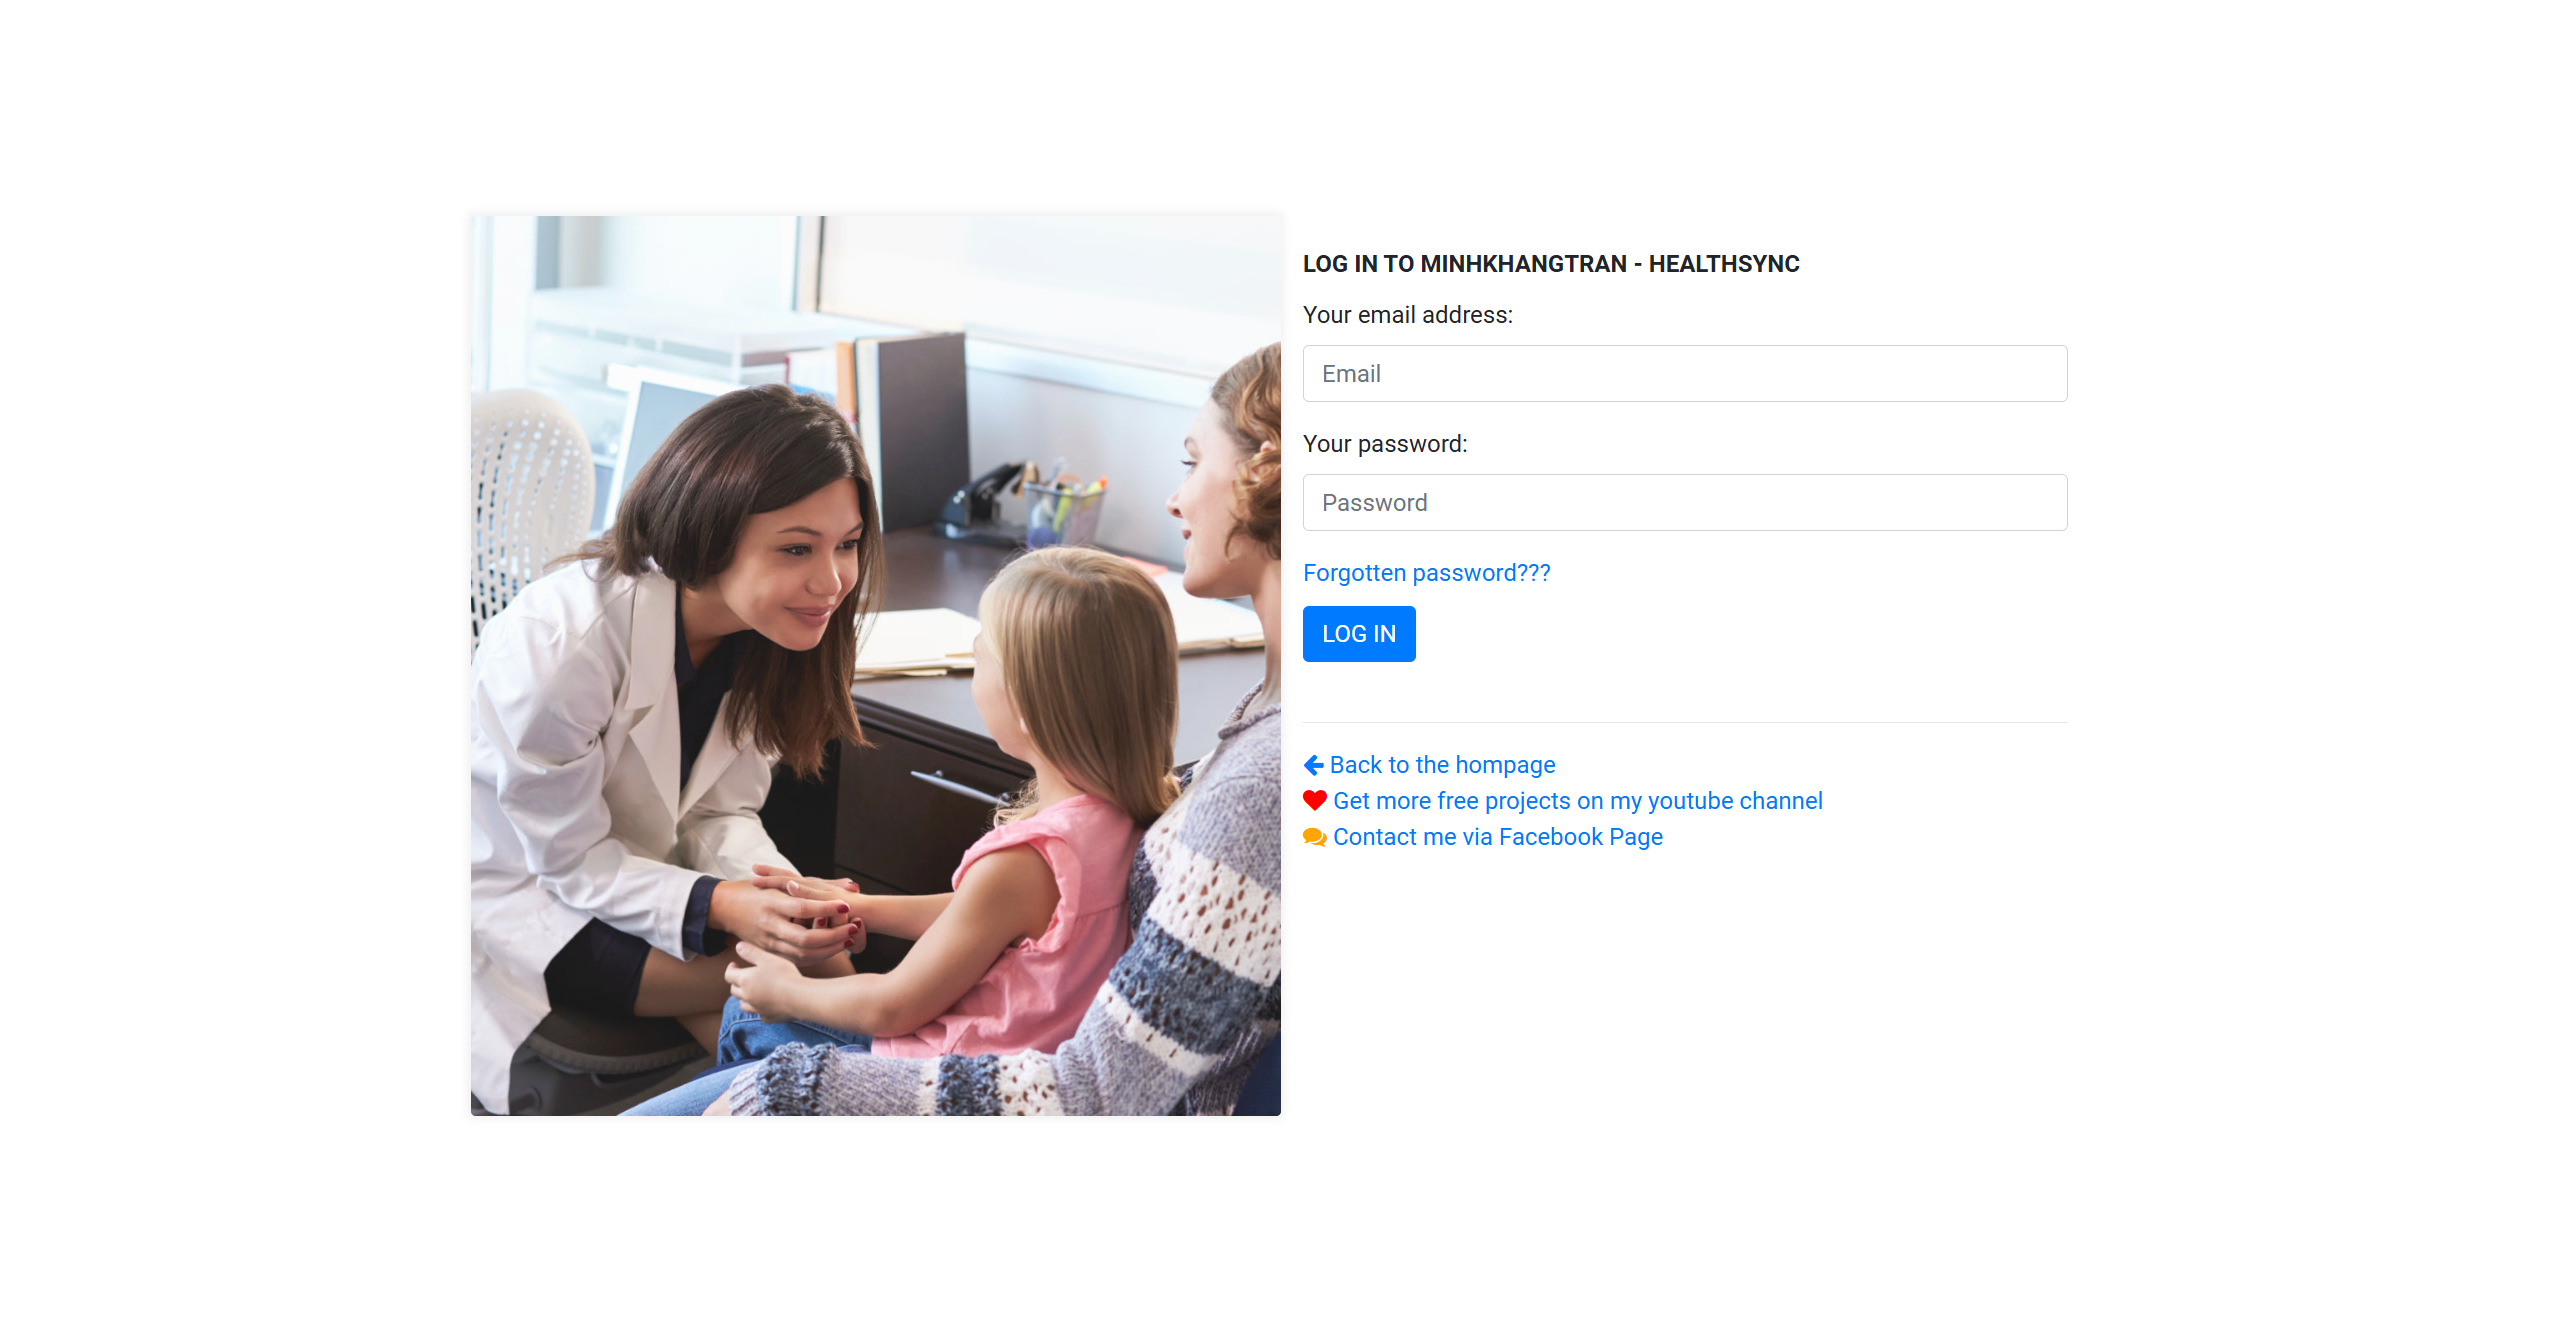 LOG IN TO MINHKHANGTRAN - HEALTHSYNC
Your email address:
Email
Your password:
Password
Forgotten password???
LOG IN
Back to the hompage
Get more free projects on my youtube channel
Contact me via Facebook Page